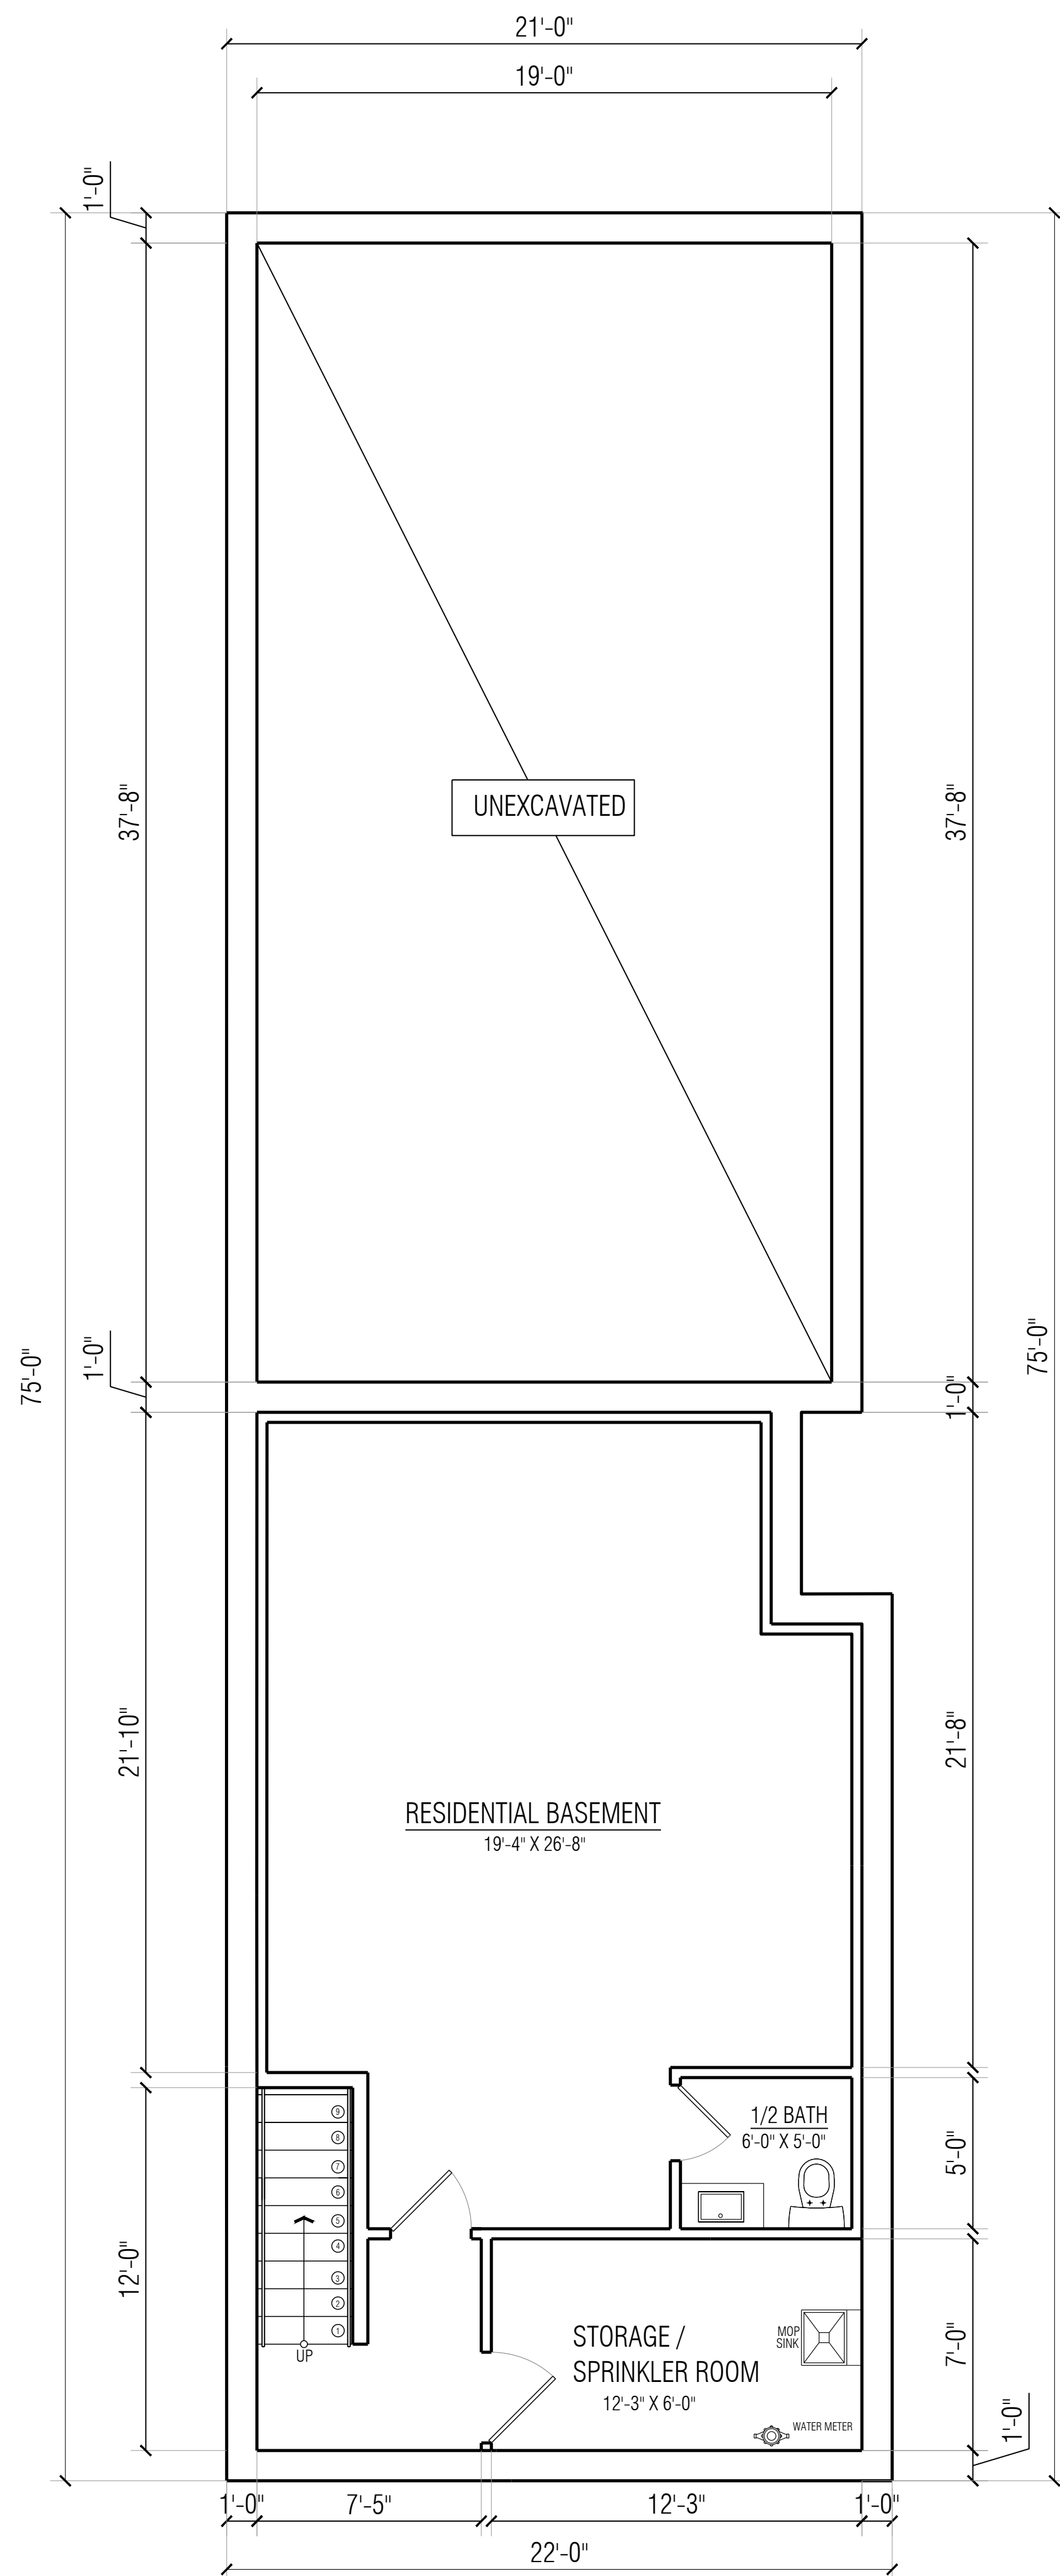 21'-0"
19'-0"
1'-0"
37'-8"
37'-8"
UNEXCAVATED
1'-0"
75'-0"
75'-0"
1'-0"
21'-10"
21'-8"
RESIDENTIAL BASEMENT
19'-4" X 26'-8"
1/2 BATH
6'-0" X 5'-0"
5'-0"
9
8
7
6
5
4
3
2
1
UP
12'-0"
STORAGE /
SPRINKLER ROOM
12'-3" X 6'-0"
MOP
SINK
WATER METER
7'-0"
1'-0"
1'-0"
7'-5"
12'-3"
1'-0"
22'-0"